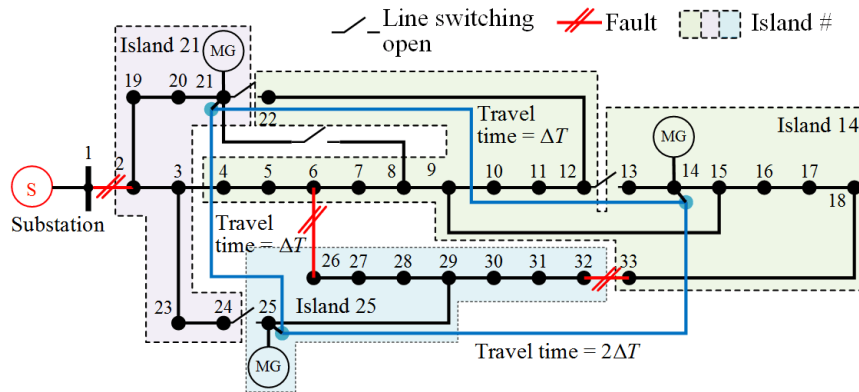 Line switching open
Fault
Island #
Island 21
MG
19
20
21
22
Travel time = ΔT
MG
Island 14
1
2
3
4
5
6
7
8
9
10
11
12
13
14
15
16
17
18
S
Substation
Travel time = ΔT
26
27
28
29
30
31
32
33
23
24
25
Island 25
MG
Travel time = 2ΔT